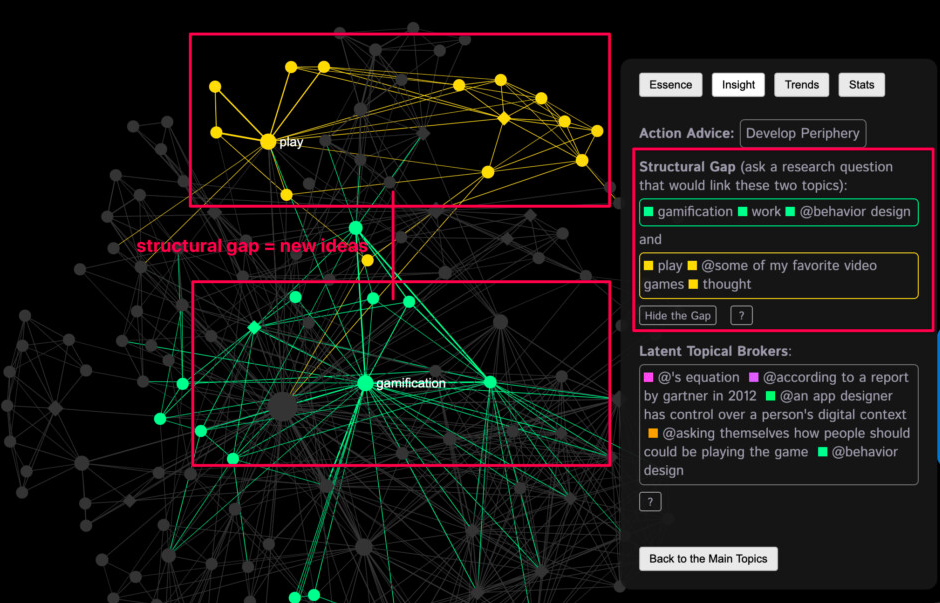 play
structural gap = new ideas
gamification
Essence Insight Trends Stats
Action Advice: Develop Periphery
Structural Gap (ask a research question
that would link these two topics):
gamification work @behavior design
and
play @some of my favorite video
games thought
Hide the Gap ?
Latent Topical Brokers:
@'s equation @according to a report
by gartner in 2012 @an app designer
has control over a person's digital context
@asking themselves how people should
could be playing the game @behavior
design
?
Back to the Main Topics